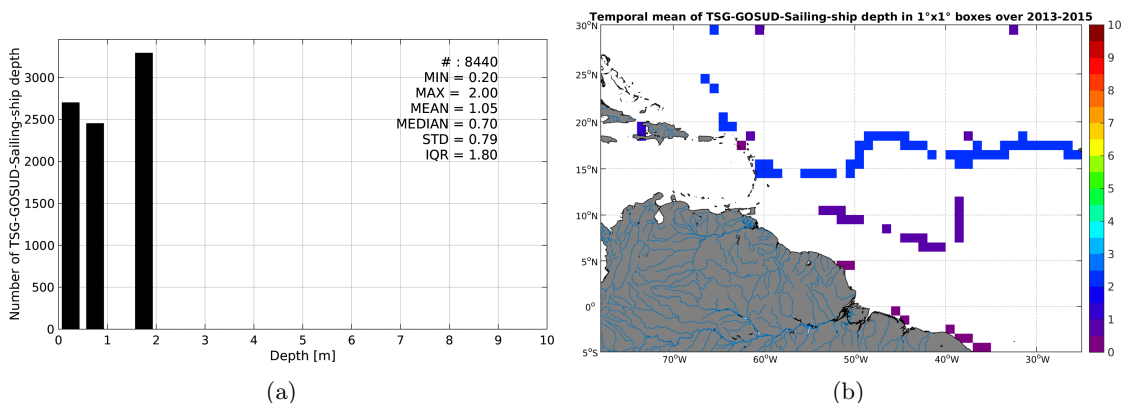 Number of TSG-GOSUD-Sailing-ship depth
3000
2500
2000
1500
1000
500
0
# : 8440
MIN = 0.20
MAX = 2.00
MEAN = 1.05
MEDIAN = 0.70
STD = 0.79
IQR = 1.80
0 1 2 3 4 5 6 7 8 9 10
Depth [m]
(a)
Temporal mean of TSG-GOSUD-Sailing-ship depth in 1°x1° boxes over 2013-2015
30°N
25°N
20°N
15°N
10°N
5°N
0°
5°S
70°W 60°W 50°W 40°W 30°W
10
9
8
7
6
5
4
3
2
1
0
(b)